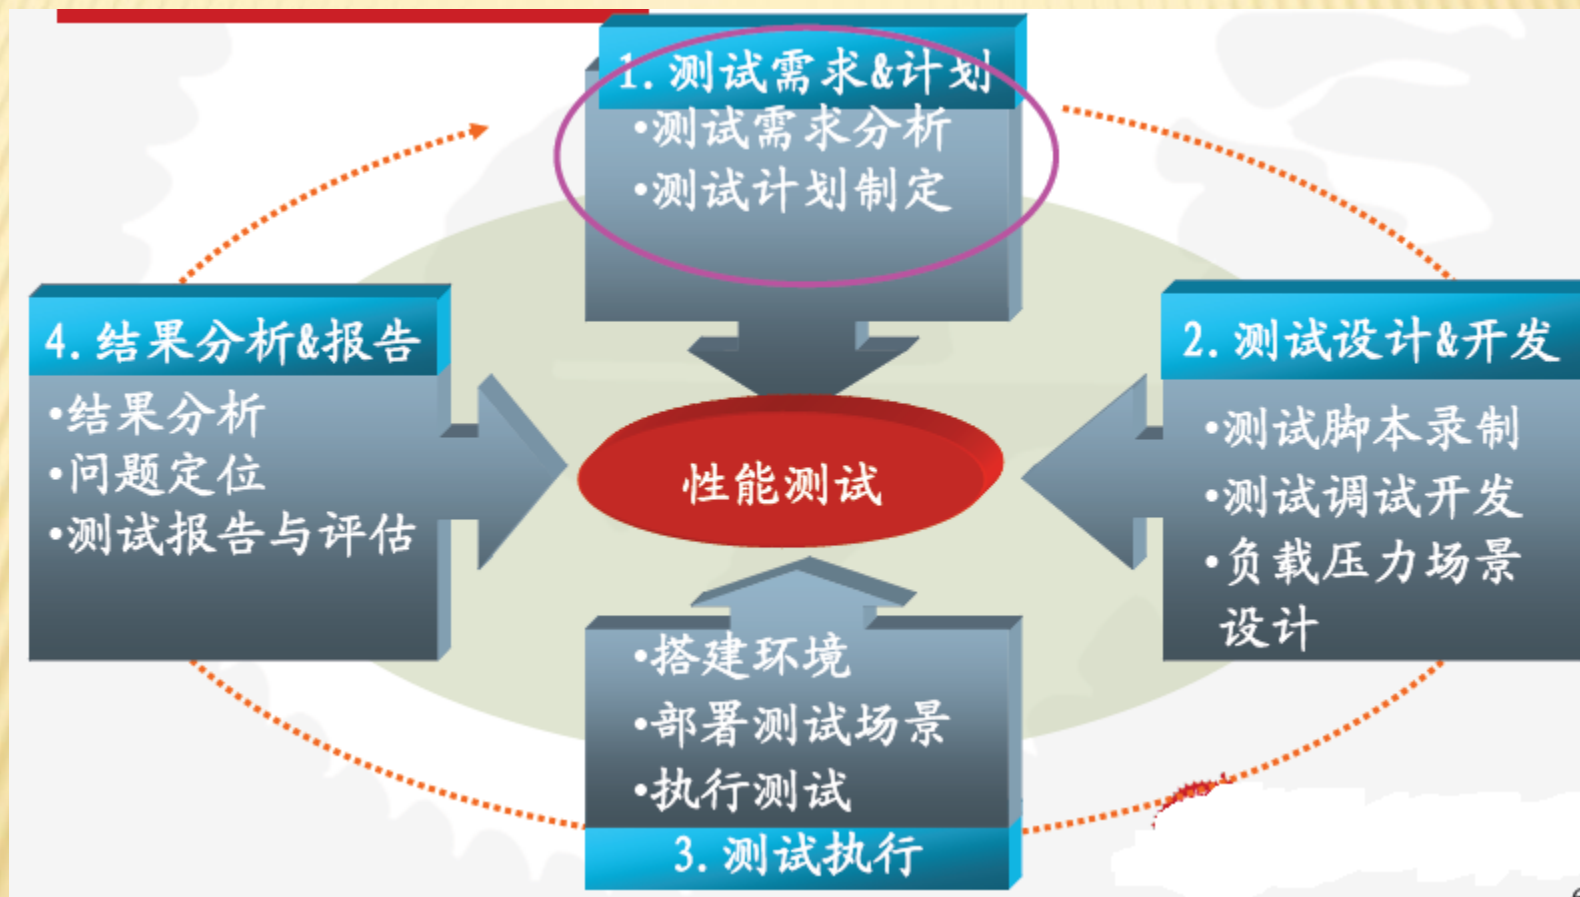 1. 测试需求&计划
•测试需求分析
•测试计划制定
4. 结果分析&报告
•结果分析
•问题定位
•测试报告与评估
性能测试
2. 测试设计&开发
•测试脚本录制
•测试调试开发
•负载压力场景
设计
•搭建环境
•部署测试场景
•执行测试
3. 测试执行